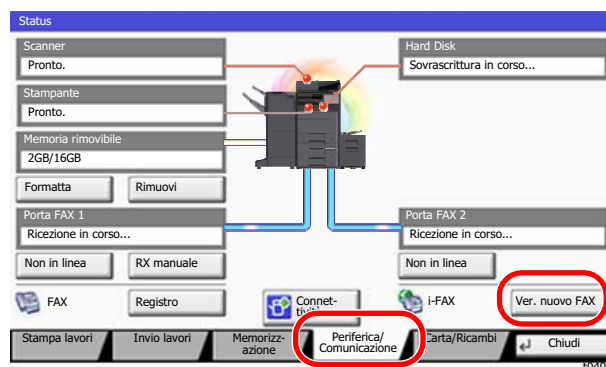 Status
Scanner
Pronto.
Hard Disk
Sovrascrittura in corso...
Stampante
Pronto.
Memoria rimovibile
2GB/16GB
Formatta
Rimuovi
Porta FAX 1
Ricezione in corso...
Porta FAX 2
Ricezione in corso...
Non in linea
RX manuale
Non in linea
FAX
Registro
Connet-
tività
i-FAX
Ver. nuovo FAX
Stampa lavori
Invio lavori
Memorizz-
azione
Periferica/
Comunicazione
Carta/Ricambi
Chiudi